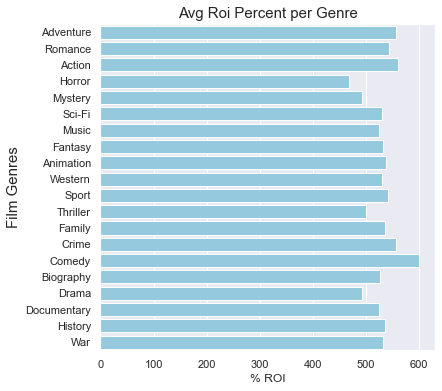 Avg Roi Percent per Genre
Film Genres
Adventure
Romance
Action
Horror
Mystery
Sci-Fi
Music
Fantasy
Animation
Western
Sport
Thriller
Family
Crime
Comedy
Biography
Drama
Documentary
History
War
0 100 200 300 400 500 600
% ROI